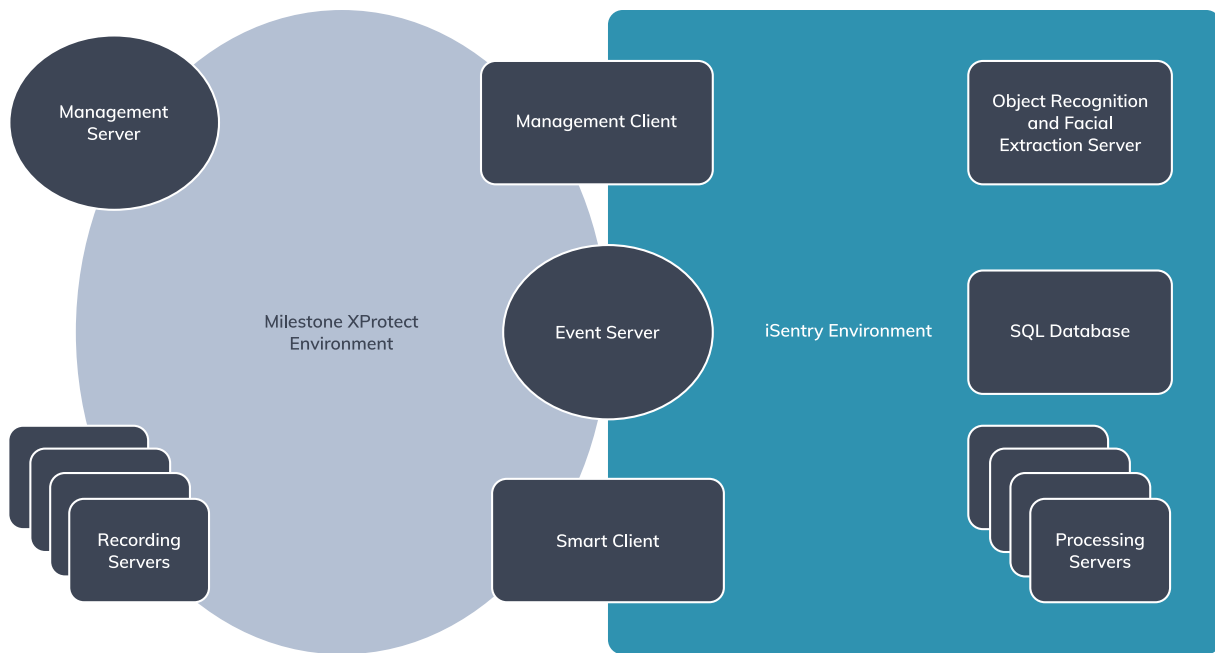 Management
Server
Management Client
Object Recognition
and Facial
Extraction Server
Milestone XProtect
Environment
Event Server
iSentry Environment
SQL Database
Recording
Servers
Smart Client
Processing
Servers